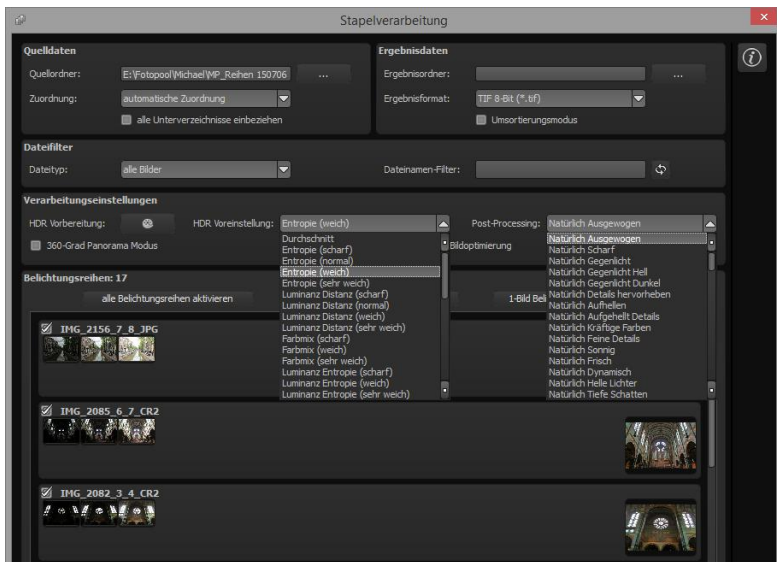 Stapelverarbeitung
Quelldaten
Quellordner: E:\Fotopool\Michael\MP_Reihen 150706 ...
Zuordnung: automatische Zuordnung
alle Unterverzeichnisse einbeziehen
Ergebnisdaten
Ergebnisordner: ...
Ergebnisformat: TIF 8-Bit (*.tif)
Umsortierungsmodus
Dateifilter
Dateityp: alle Bilder
Dateinamen-Filter:
Verarbeitungseinstellungen
HDR Vorbereitung:
HDR Voreinstellung: Entropie (weich)
Post-Processing: Natürlich Ausgewogen
360-Grad Panorama Modus
Bildoptimierung
Durchschnitt
Entropie (scharf)
Entropie (normal)
Entropie (weich)
Entropie (sehr weich)
Luminanz Distanz (scharf)
Luminanz Distanz (normal)
Luminanz Distanz (weich)
Luminanz Distanz (sehr weich)
Farbmix (scharf)
Farbmix (weich)
Farbmix (sehr weich)
Luminanz Entropie (scharf)
Luminanz Entropie (weich)
Luminanz Entropie (sehr weich)
Natürlich Ausgewogen
Natürlich Scharf
Natürlich Gegenlicht
Natürlich Gegenlicht Hell
Natürlich Gegenlicht Dunkel
Natürlich Details hervorheben
Natürlich Aufhellen
Natürlich Aufgehellt Details
Natürlich Kräftige Farben
Natürlich Feine Details
Natürlich Sonnig
Natürlich Frisch
Natürlich Dynamisch
Natürlich Helle Lichter
Natürlich Tiefe Schatten
Belichtungsreihen: 17
alle Belichtungsreihen aktivieren
1-Bild Beli
IMG_2156_7_8_JPG
IMG_2085_6_7_CR2
IMG_2082_3_4_CR2